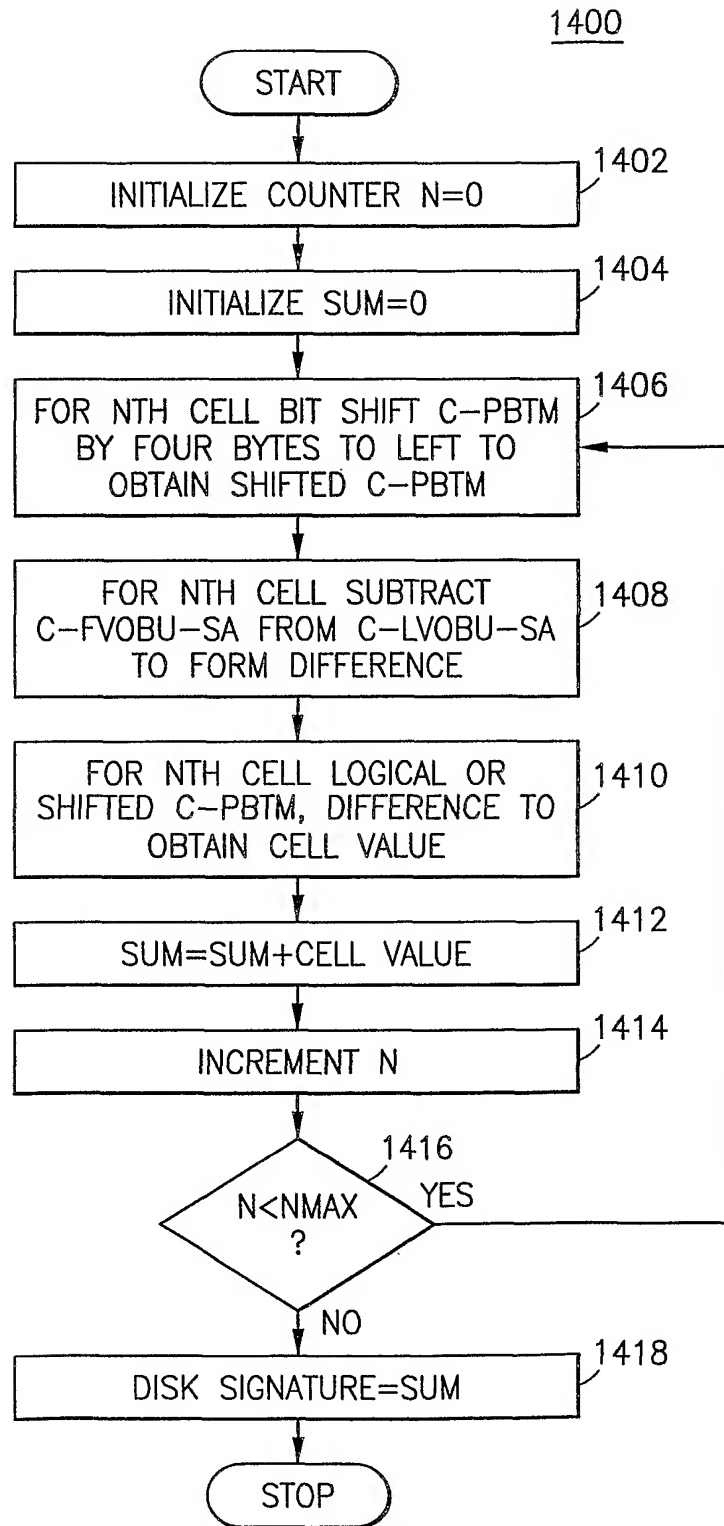 1400
START
1402
INITIALIZE COUNTER N=0
1404
INITIALIZE SUM=0
1406
FOR NTH CELL BIT SHIFT C-PBTM
BY FOUR BYTES TO LEFT TO
OBTAIN SHIFTED C-PBTM
1408
FOR NTH CELL SUBTRACT
C-FVOBU-SA FROM C-LVOBU-SA
TO FORM DIFFERENCE
1410
FOR NTH CELL LOGICAL OR
SHIFTED C-PBTM, DIFFERENCE TO
OBTAIN CELL VALUE
1412
SUM=SUM+CELL VALUE
1414
INCREMENT N
1416
N<NMAX
?
YES
NO
1418
DISK SIGNATURE=SUM
STOP